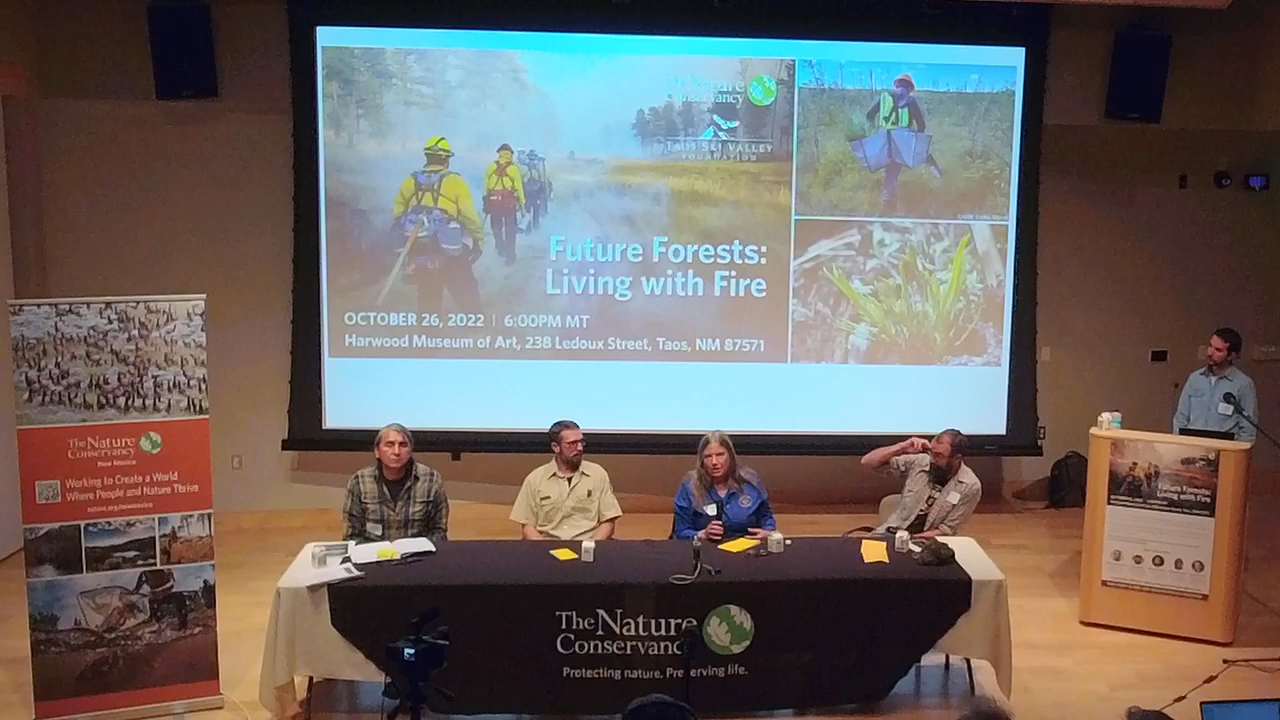 The Nature
Conservancy
TAOS SKI VALLEY
FOUNDATION
Future Forests:
Living with Fire
OCTOBER 26, 2022 | 6:00PM MT
Harwood Museum of Art, 238 Ledoux Street, Taos, NM 87571
The Nature
Conservancy
New Mexico
Working to Create a World
Where People and Nature Thrive
nature.org/newmexico
The Nature
Conservancy
Protecting nature. Preserving life.
Future Forests:
Living with Fire